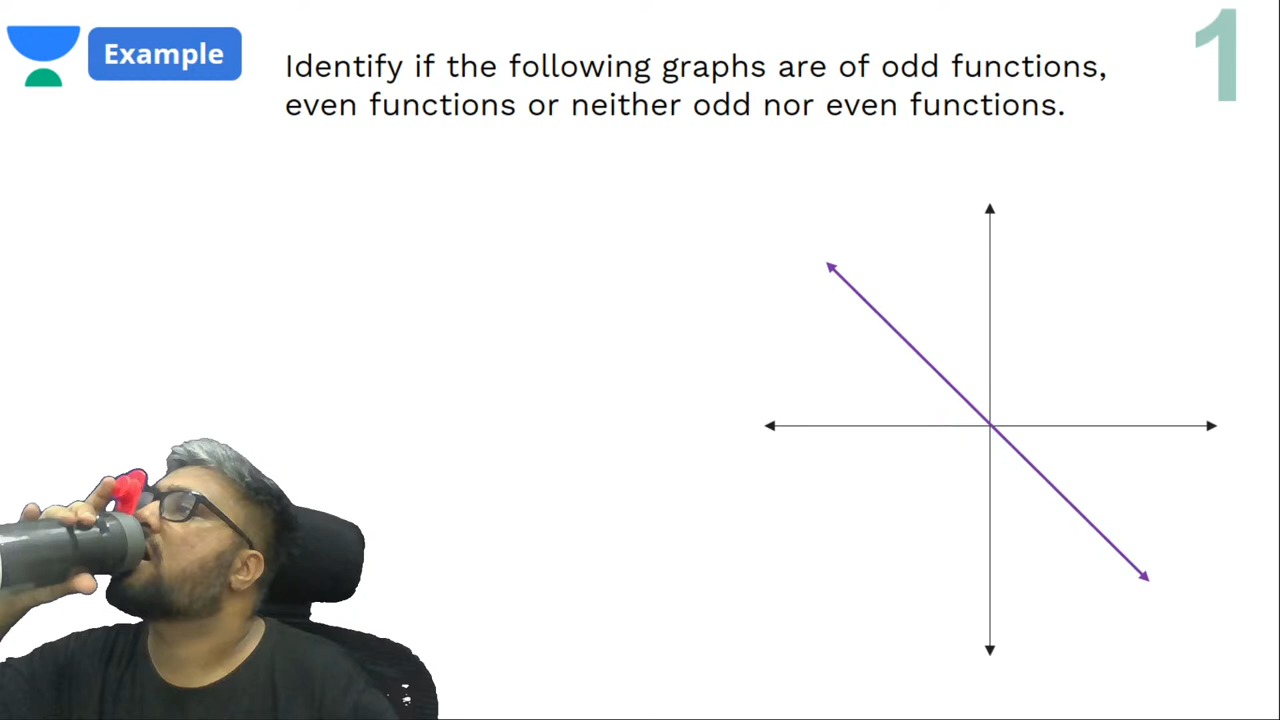 Example
Identify if the following graphs are of odd functions,
even functions or neither odd nor even functions.
1